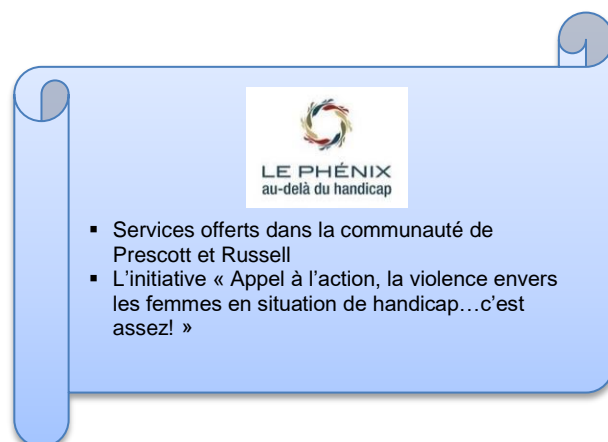 LE PHÉNIX
au-delà du handicap
▪ Services offerts dans la communauté de
Prescott et Russell
▪ L’initiative « Appel à l’action, la violence envers
les femmes en situation de handicap…c’est
assez! »